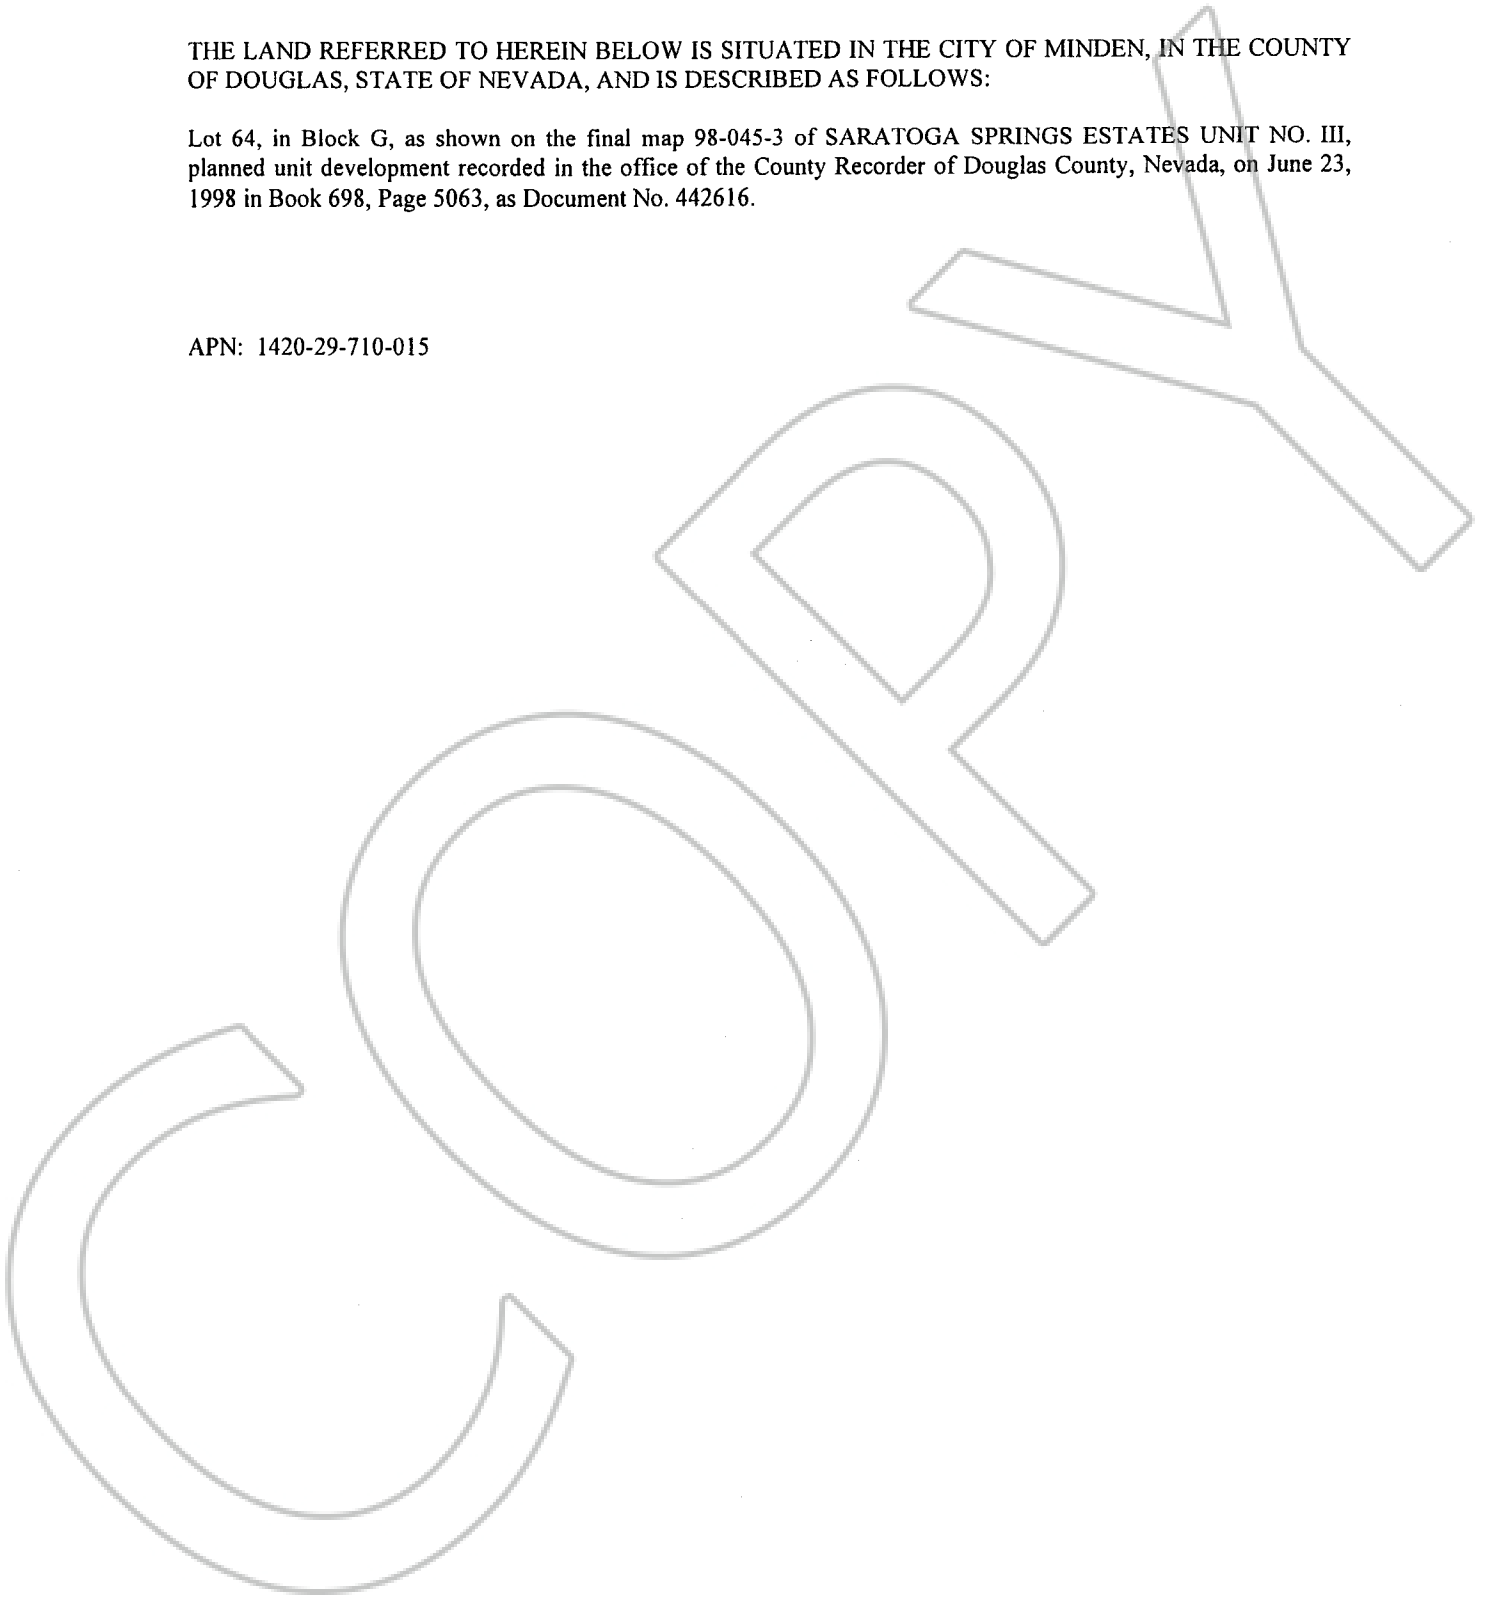 THE LAND REFERRED TO HEREIN BELOW IS SITUATED IN THE CITY OF MINDEN, IN THE COUNTY
OF DOUGLAS, STATE OF NEVADA, AND IS DESCRIBED AS FOLLOWS:
Lot 64, in Block G, as shown on the final map 98-045-3 of SARATOGA SPRINGS ESTATES UNIT NO. III,
planned unit development recorded in the office of the County Recorder of Douglas County, Nevada, on June 23,
1998 in Book 698, Page 5063, as Document No. 442616.
APN: 1420-29-710-015
COPY